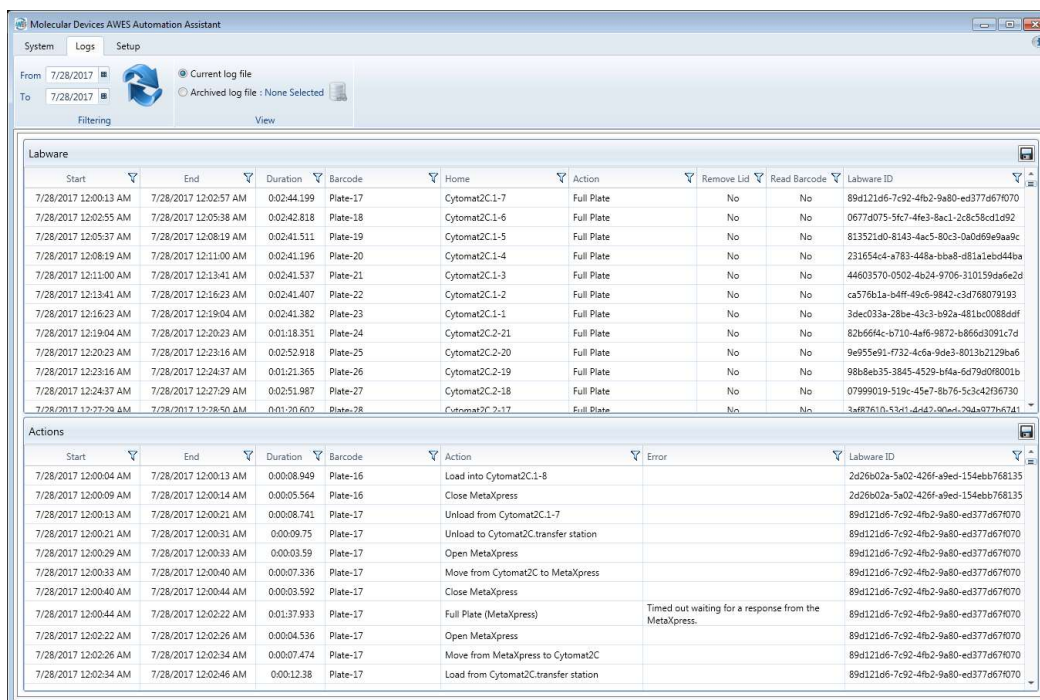 Molecular Devices AWES Automation Assistant
System Logs Setup
From 7/28/2017 Current log file
To 7/28/2017 Archived log file : None Selected
Filtering View
Labware
Start End Duration Barcode Home Action Remove Lid Read Barcode Labware ID
7/28/2017 12:00:13 AM 7/28/2017 12:02:57 AM 0:02:44.199 Plate-17 Cytomat2C.1-7 Full Plate No No 89d121d6-7c92-4fb2-9a80-ed377d67f070
7/28/2017 12:02:55 AM 7/28/2017 12:05:38 AM 0:02:42.818 Plate-18 Cytomat2C.1-6 Full Plate No No 0677d075-5fc7-4fe3-8ac1-2c8c58cd1d92
7/28/2017 12:05:37 AM 7/28/2017 12:08:19 AM 0:02:41.511 Plate-19 Cytomat2C.1-5 Full Plate No No 813521d0-8143-4ac5-80c3-0a0d69e9aa9c
7/28/2017 12:08:19 AM 7/28/2017 12:11:00 AM 0:02:41.196 Plate-20 Cytomat2C.1-4 Full Plate No No 231654c4-a783-448a-bba8-d81a1ebd44ba
7/28/2017 12:11:00 AM 7/28/2017 12:13:41 AM 0:02:41.537 Plate-21 Cytomat2C.1-3 Full Plate No No 44603570-0502-4b24-9706-310159da6e2d
7/28/2017 12:13:41 AM 7/28/2017 12:16:23 AM 0:02:41.407 Plate-22 Cytomat2C.1-2 Full Plate No No ca576b1a-b4ff-49c6-9842-c3d768079193
7/28/2017 12:16:23 AM 7/28/2017 12:19:04 AM 0:02:41.382 Plate-23 Cytomat2C.1-1 Full Plate No No 3dec033a-28be-43c3-b92a-481bc0088ddf
7/28/2017 12:19:04 AM 7/28/2017 12:20:23 AM 0:01:18.351 Plate-24 Cytomat2C.2-21 Full Plate No No 82b66f4c-b710-4af6-9872-b866d3091c7d
7/28/2017 12:20:23 AM 7/28/2017 12:23:16 AM 0:02:52.918 Plate-25 Cytomat2C.2-20 Full Plate No No 9e955e91-f732-4c6a-9de3-8013b2129ba6
7/28/2017 12:23:16 AM 7/28/2017 12:24:37 AM 0:01:21.365 Plate-26 Cytomat2C.2-19 Full Plate No No 98b8eb35-3845-4529-bf4a-6d79d0f8001b
7/28/2017 12:24:37 AM 7/28/2017 12:27:29 AM 0:02:51.987 Plate-27 Cytomat2C.2-18 Full Plate No No 07999019-519c-45e7-8b76-5c3c42f36730
7/28/2017 12:27:29 AM 7/28/2017 12:28:50 AM 0:01:20.602 Plate-28 Cytomat2C.2-17 Full Plate No No 3af87610-53d1-4d42-90ed-294a977b6741
Actions
Start End Duration Barcode Action Error Labware ID
7/28/2017 12:00:04 AM 7/28/2017 12:00:13 AM 0:00:08.949 Plate-16 Load into Cytomat2C.1-8 2d26b02a-5a02-426f-a9ed-154ebb768135
7/28/2017 12:00:09 AM 7/28/2017 12:00:14 AM 0:00:05.564 Plate-16 Close MetaXpress 2d26b02a-5a02-426f-a9ed-154ebb768135
7/28/2017 12:00:13 AM 7/28/2017 12:00:21 AM 0:00:08.741 Plate-17 Unload from Cytomat2C.1-7 89d121d6-7c92-4fb2-9a80-ed377d67f070
7/28/2017 12:00:21 AM 7/28/2017 12:00:31 AM 0:00:09.75 Plate-17 Unload to Cytomat2C.transfer station 89d121d6-7c92-4fb2-9a80-ed377d67f070
7/28/2017 12:00:29 AM 7/28/2017 12:00:33 AM 0:00:03.59 Plate-17 Open MetaXpress 89d121d6-7c92-4fb2-9a80-ed377d67f070
7/28/2017 12:00:33 AM 7/28/2017 12:00:40 AM 0:00:07.336 Plate-17 Move from Cytomat2C to MetaXpress 89d121d6-7c92-4fb2-9a80-ed377d67f070
7/28/2017 12:00:40 AM 7/28/2017 12:00:44 AM 0:00:03.592 Plate-17 Close MetaXpress 89d121d6-7c92-4fb2-9a80-ed377d67f070
7/28/2017 12:00:44 AM 7/28/2017 12:02:22 AM 0:01:37.933 Plate-17 Full Plate (MetaXpress) Timed out waiting for a response from the 89d121d6-7c92-4fb2-9a80-ed377d67f070
MetaXpress.
7/28/2017 12:02:22 AM 7/28/2017 12:02:26 AM 0:00:04.536 Plate-17 Open MetaXpress 89d121d6-7c92-4fb2-9a80-ed377d67f070
7/28/2017 12:02:26 AM 7/28/2017 12:02:34 AM 0:00:07.474 Plate-17 Move from MetaXpress to Cytomat2C 89d121d6-7c92-4fb2-9a80-ed377d67f070
7/28/2017 12:02:34 AM 7/28/2017 12:02:46 AM 0:00:12.38 Plate-17 Load from Cytomat2C.transfer station 89d121d6-7c92-4fb2-9a80-ed377d67f070